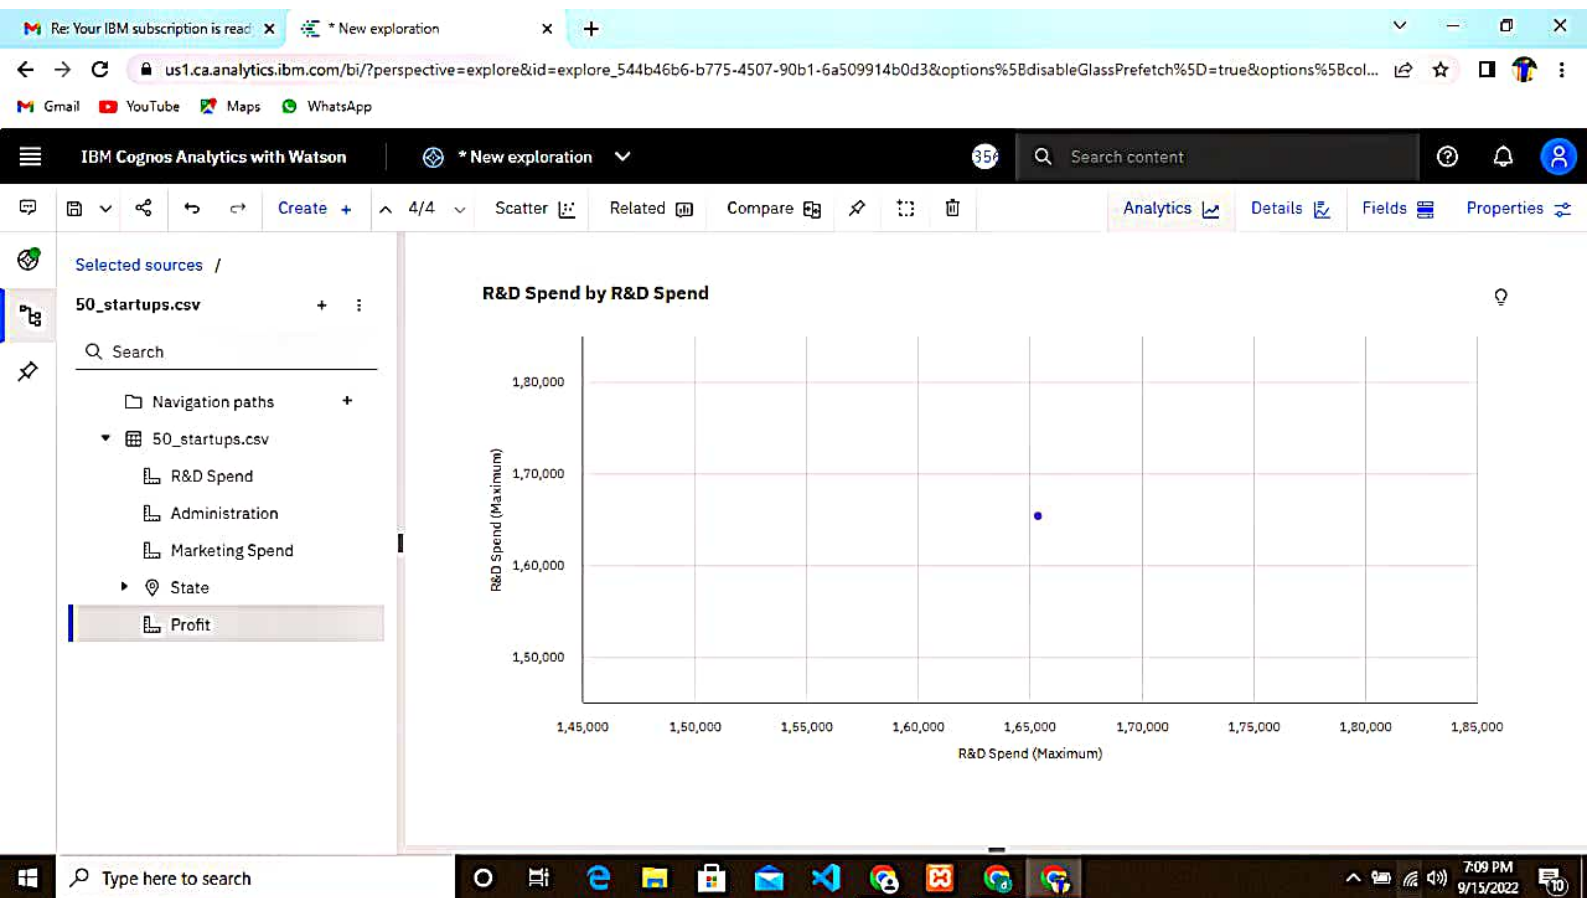 Re: Your IBM subscription is read
* New exploration
us1.ca.analytics.ibm.com/bi/?perspective=explore&id=explore_544b46b6-b775-4507-90b1-6a509914b0d3&options%5BdisableGlassPrefetch%5D=true&options%5Bcol...
Gmail YouTube Maps WhatsApp
IBM Cognos Analytics with Watson
* New exploration
356
Search content
Create +
4/4
Scatter
Related
Compare
Analytics
Details
Fields
Properties
Selected sources /
50_startups.csv
Search
Navigation paths
50_startups.csv
R&D Spend
Administration
Marketing Spend
State
Profit
R&D Spend by R&D Spend
R&D Spend (Maximum)
1,80,000
1,70,000
1,60,000
1,50,000
1,45,000 1,50,000 1,55,000 1,60,000 1,65,000 1,70,000 1,75,000 1,80,000 1,85,000
R&D Spend (Maximum)
Type here to search
7:09 PM
9/15/2022
10